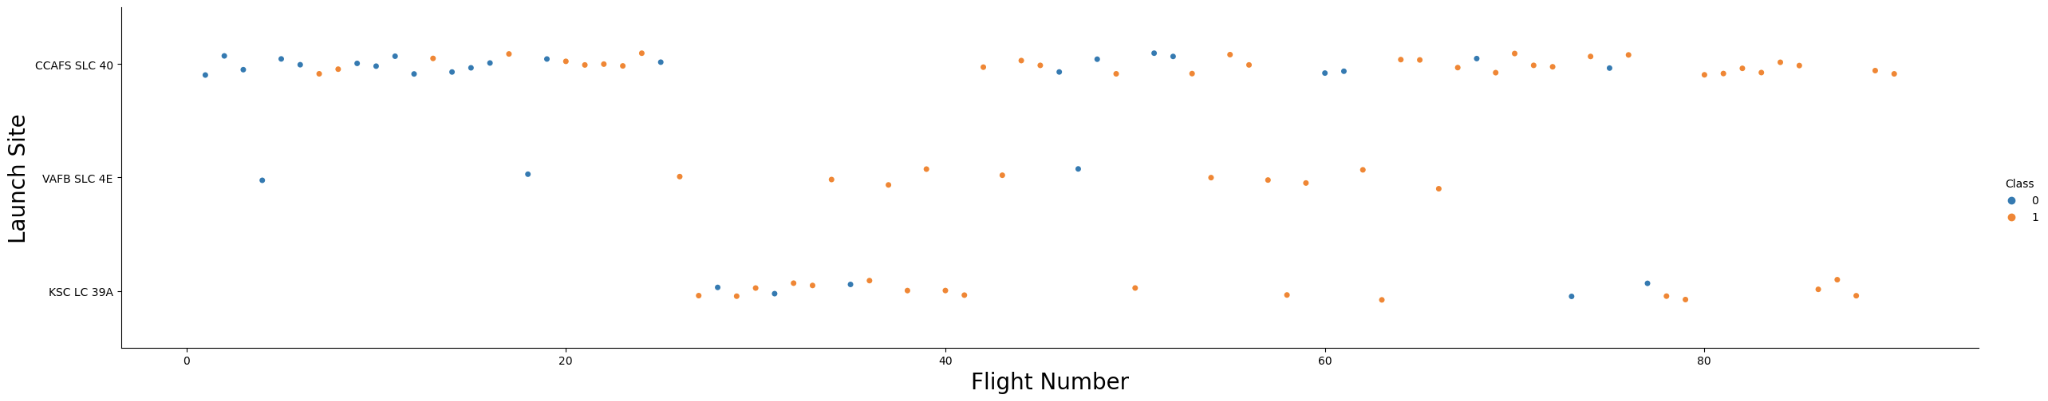 CCAFS SLC 40
VAFB SLC 4E
KSC LC 39A
Launch Site
0 20 40 60 80
Flight Number
Class
0
1